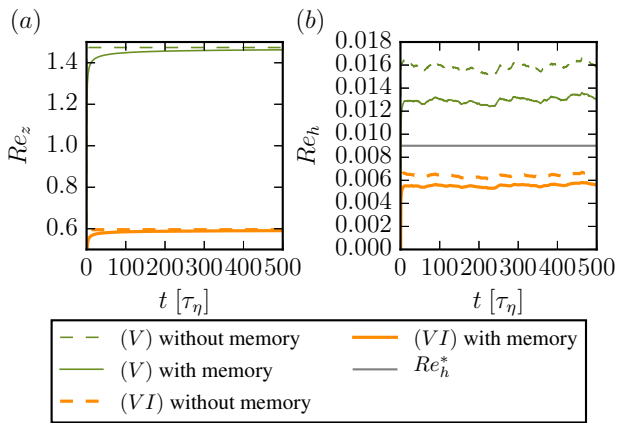 (a)
(b)
Re_z
1.4
1.2
1.0
0.8
0.6
0 100 200 300 400 500
t [τ_η]
Re_h
0.018
0.016
0.014
0.012
0.010
0.008
0.006
0.004
0.002
0.000
0 100 200 300 400 500
t [τ_η]
(V) without memory
(V) with memory
(VI) without memory
(VI) with memory
Re_h^*